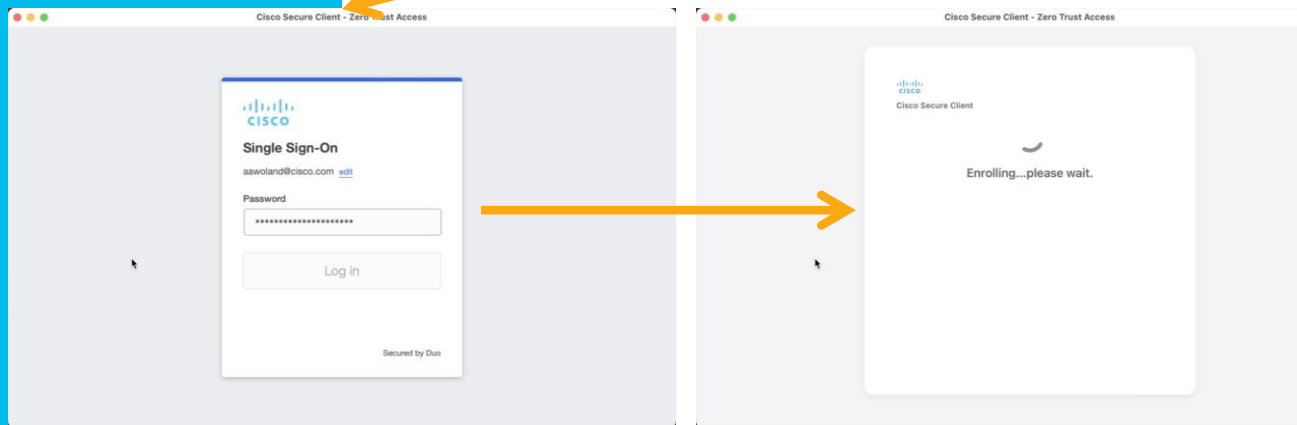 Cisco Secure Client - Zero Trust Access
CISCO
Single Sign-On
aawoland@cisco.com edit
Password
*********************
Log in
Secured by Duo
Cisco Secure Client - Zero Trust Access
CISCO
Cisco Secure Client
Enrolling...please wait.